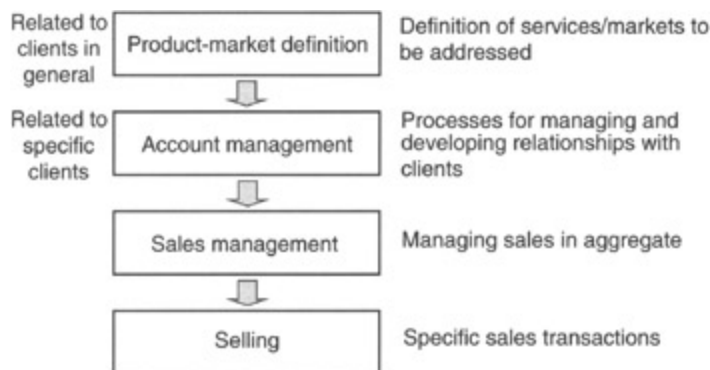 Related to
clients in
general
Product-market definition
Definition of services/markets to
be addressed
Related to
specific
clients
Account management
Processes for managing and
developing relationships with
clients
Sales management
Managing sales in aggregate
Selling
Specific sales transactions